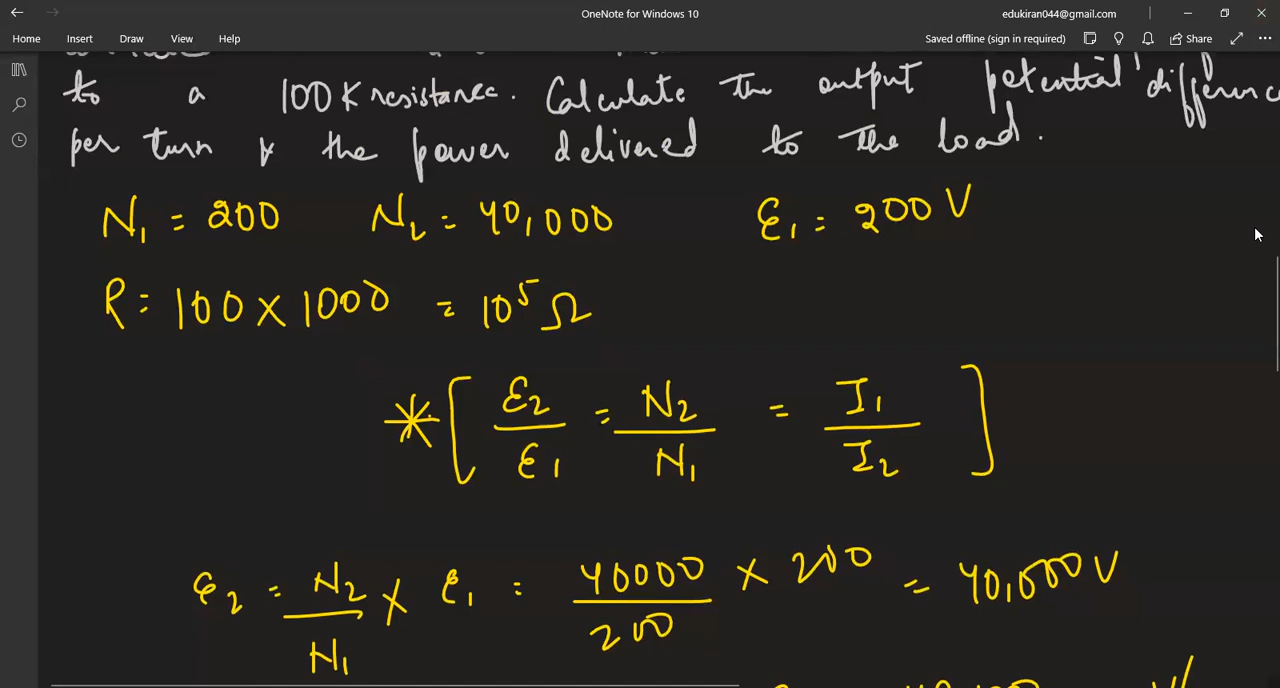 OneNote for Windows 10
edukiran044@gmail.com
Home Insert Draw View Help
Saved offline (sign in required) Share
to a 100K resistance. Calculate the output potential difference
per turn & the power delivered to the load.
N₁ = 200 N₂ = 40,000 ε₁ = 200 V
R = 100 × 1000 = 10⁵ Ω
* [ ε₂/ε₁ = N₂/N₁ = I₁/I₂ ]
ε₂ = N₂/N₁ × ε₁ = 40000/200 × 200 = 40,000 V